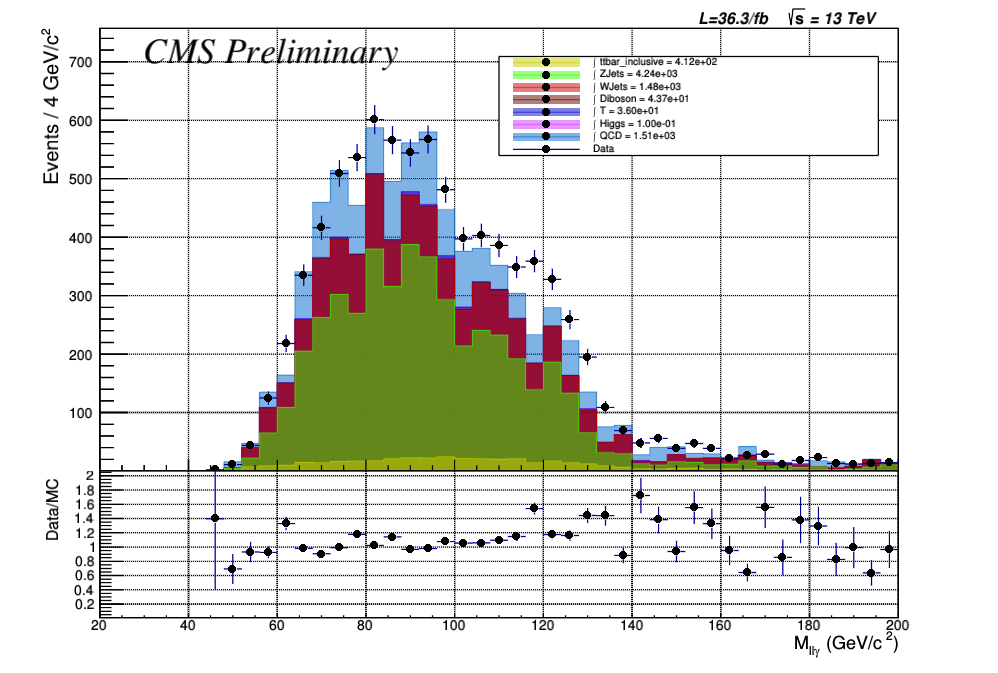 L=36.3/fb √s = 13 TeV
CMS Preliminary
Events / 4 GeV/c²
700
600
500
400
300
200
100
∫ ttbar_inclusive = 4.12e+02
∫ ZJets = 4.24e+03
∫ WJets = 1.48e+03
∫ Diboson = 4.37e+01
∫ T = 3.60e+01
∫ Higgs = 1.00e-01
∫ QCD = 1.51e+03
Data
Data/MC
2
1.8
1.6
1.4
1.2
1
0.8
0.6
0.4
0.2
20 40 60 80 100 120 140 160 180 200
M_llγ (GeV/c²)